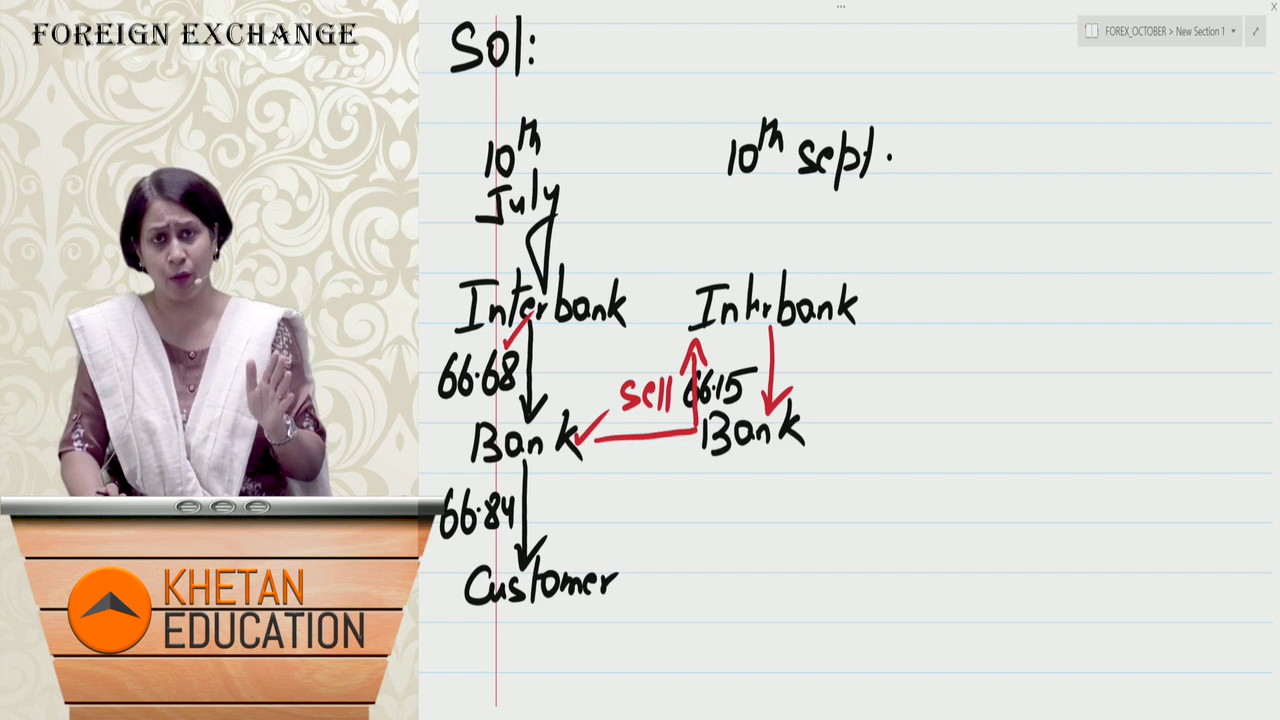 FOREIGN EXCHANGE
FOREX_OCTOBER > New Section 1
Sol:
10th July
10th sept.
Interbank
Interbank
66.68
sell
66.15
Bank
Bank
66.84
Customer
KHETAN
EDUCATION